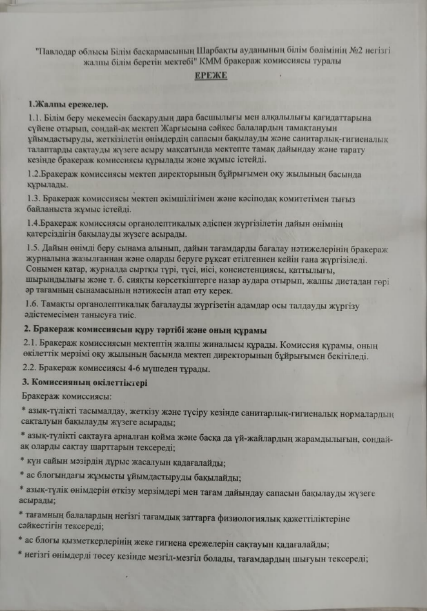 "Павлодар облысы Білім басқармасының Шарбақты ауданының білім бөлімінің №2 негізгі
жалпы білім беретін мектебі" КММ бракераж комиссиясы туралы
ЕРЕЖЕ
1.Жалпы ережелер.
1.1. Білім беру мекемесін басқарудың дара басшылығы мен алқалылығы қағидаттарына
сүйене отырып, сондай-ақ мектеп Жарғысына сәйкес балалардың тамақтануын
ұйымдастыруды, жеткізілетін өнімдердің сапасын бақылауды және санитарлық-гигиеналық
талаптарды сақтауды жүзеге асыру мақсатында мектепте тамақ дайындау және тарату
кезінде бракераж комиссиясы құрылады және жұмыс істейді.
1.2.Бракераж комиссиясы мектеп директорының бұйрығымен оқу жылының басында
құрылады.
1.3. Бракераж комиссиясы мектеп әкімшілігімен және кәсіподақ комитетімен тығыз
байланыста жұмыс істейді.
1.4.Бракераж комиссиясы органолептикалық әдіспен жүргізілетін дайын өнімнің
қатерсіздігін бақылауды жүзеге асырады.
1.5. Дайын өнімді беру сынама алынып, дайын тағамдарды бағалау нәтижелерінің бракераж
журналына жазылғаннан және оларды беруге рұқсат етілгеннен кейін ғана жүргізіледі.
Сонымен қатар, журналда сыртқы түрі, түсі, иісі, консистенциясы, қаттылығы,
шырындылығы және т. б. сияқты көрсеткіштерге назар аудара отырып, жалпы диетадан гөрі
әр тағамның сынамасының нәтижесін атап өту керек.
1.6. Тамақты органолептикалық бағалауды жүргізетін адамдар осы талдауды жүргізу
әдістемесімен танысуға тиіс.
2. Бракераж комиссиясын құру тәртібі және оның құрамы
2.1. Бракераж комиссиясын мектептің жалпы жиналысы құрады. Комиссия құрамы, оның
өкілеттік мерзімі оқу жылының басында мектеп директорының бұйрығымен бекітіледі.
2.2. Бракераж комиссиясы 4-6 мүшеден тұрады.
3. Комиссияның өкілеттіктері
Бракераж комиссиясы:
* азық-түлікті тасымалдау, жеткізу және түсіру кезінде санитарлық-гигиеналық нормалардың
сақталуын бақылауды жүзеге асырады;
* азық-түлікті сақтауға арналған қойма және басқа да үй-жайлардың жарамдылығын, сондай-
ақ оларды сақтау шарттарын тексереді;
* күн сайын мәзірдің дұрыс жасалуын қадағалайды;
* ас блогындағы жұмысты ұйымдастыруды бақылайды;
* азық-түлік өнімдерін өткізу мерзімдері мен тағам дайындау сапасын бақылауды жүзеге
асырады;
* тағамның балалардың негізгі тағамдық заттарға физиологиялық қажеттіліктеріне
сәйкестігін тексереді;
* ас блогы қызметкерлерінің жеке гигиена ережелерін сақтауын қадағалайды;
* негізгі өнімдерді төсеу кезінде мезгіл-мезгіл болады, тағамдардың шығуын тексереді;